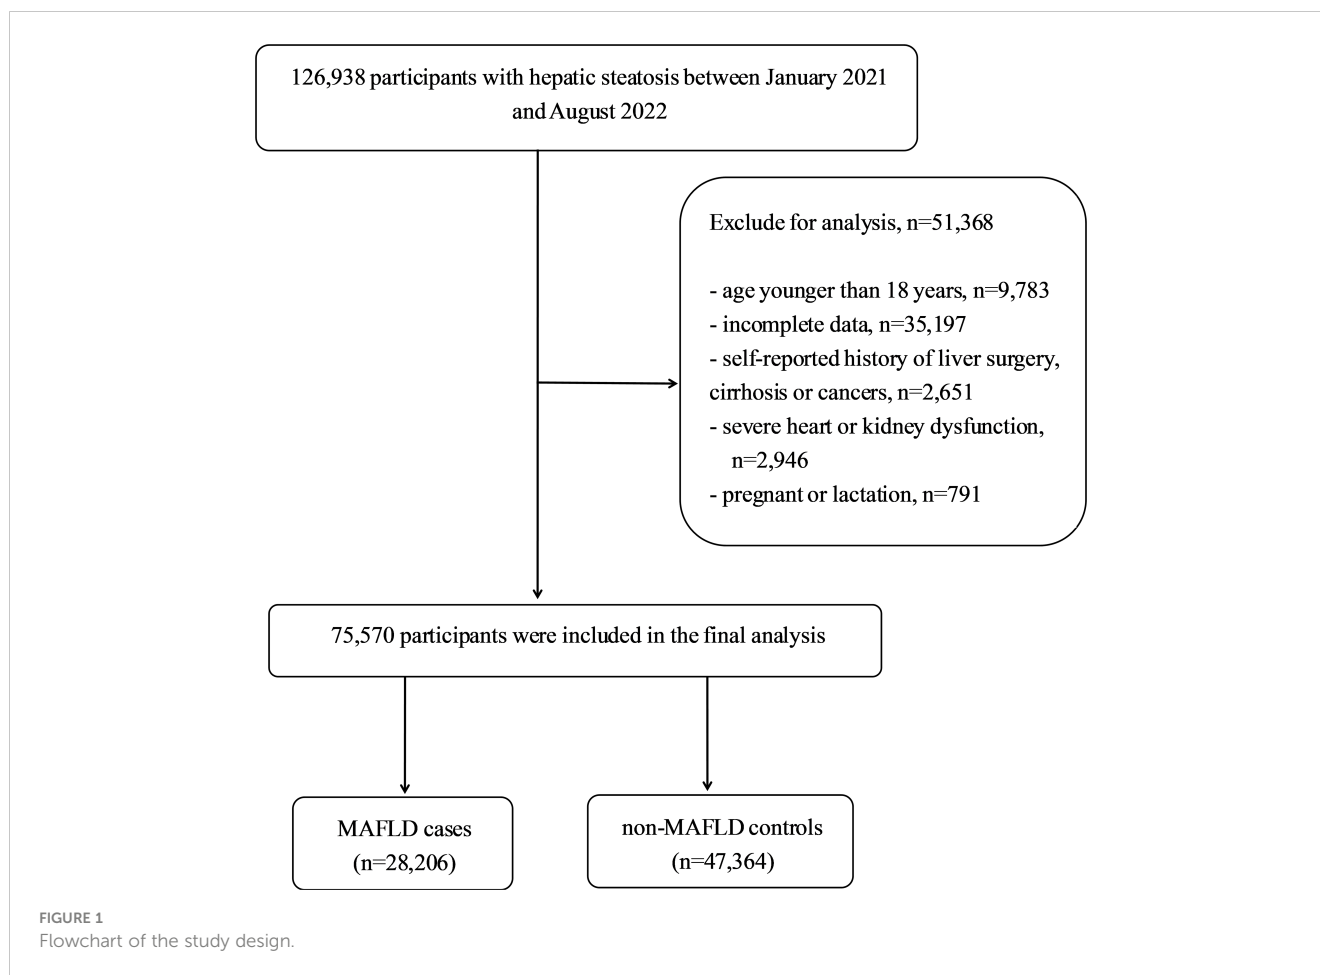 126,938 participants with hepatic steatosis between January 2021
and August 2022
Exclude for analysis, n=51,368
- age younger than 18 years, n=9,783
- incomplete data, n=35,197
- self-reported history of liver surgery,
cirrhosis or cancers, n=2,651
- severe heart or kidney dysfunction,
n=2,946
- pregnant or lactation, n=791
75,570 participants were included in the final analysis
MAFLD cases
(n=28,206)
non-MAFLD controls
(n=47,364)
FIGURE 1
Flowchart of the study design.